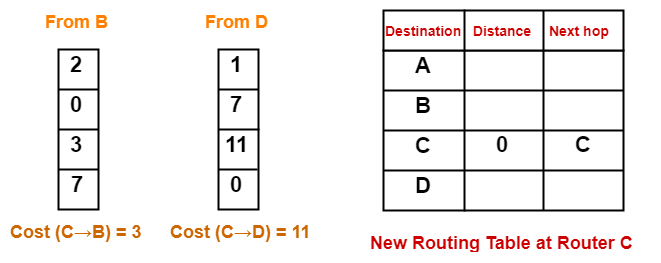 From B
2
0
3
7
Cost (C→B) = 3
From D
1
7
11
0
Cost (C→D) = 11
Destination Distance Next hop
A
B
C 0 C
D
New Routing Table at Router C